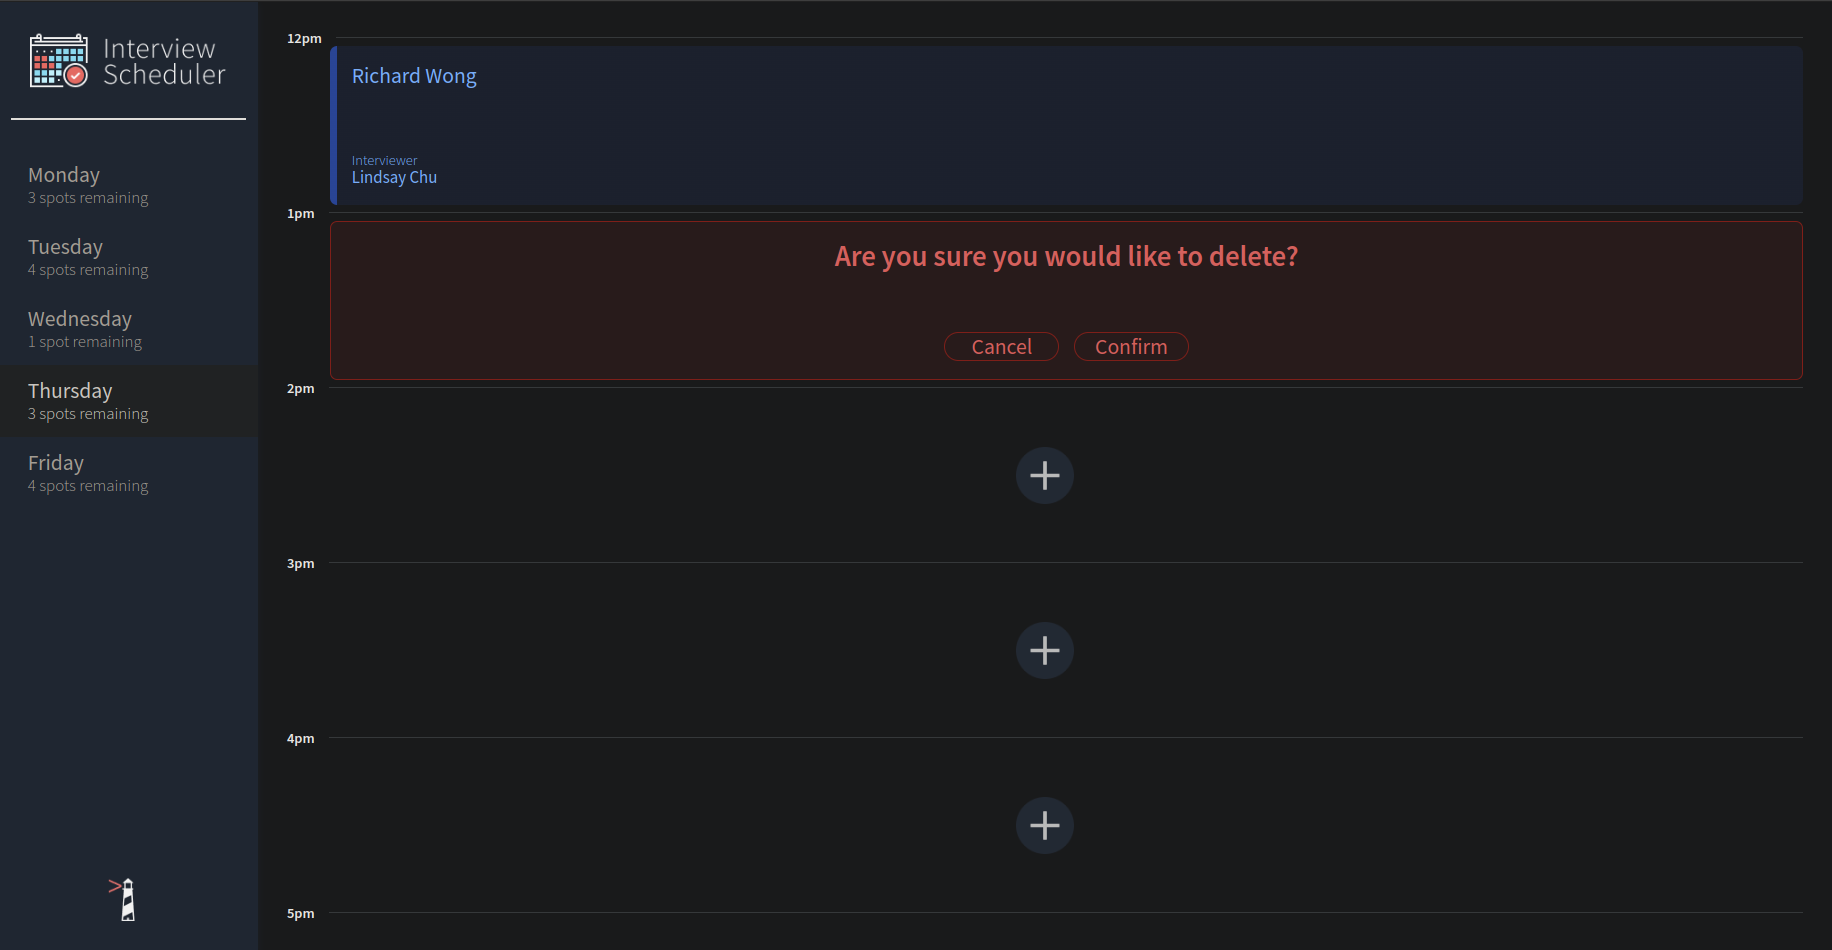 Interview
Scheduler
Monday
3 spots remaining
Tuesday
4 spots remaining
Wednesday
1 spot remaining
Thursday
3 spots remaining
Friday
4 spots remaining
12pm
Richard Wong
Interviewer
Lindsay Chu
1pm
Are you sure you would like to delete?
Cancel Confirm
2pm
3pm
4pm
5pm